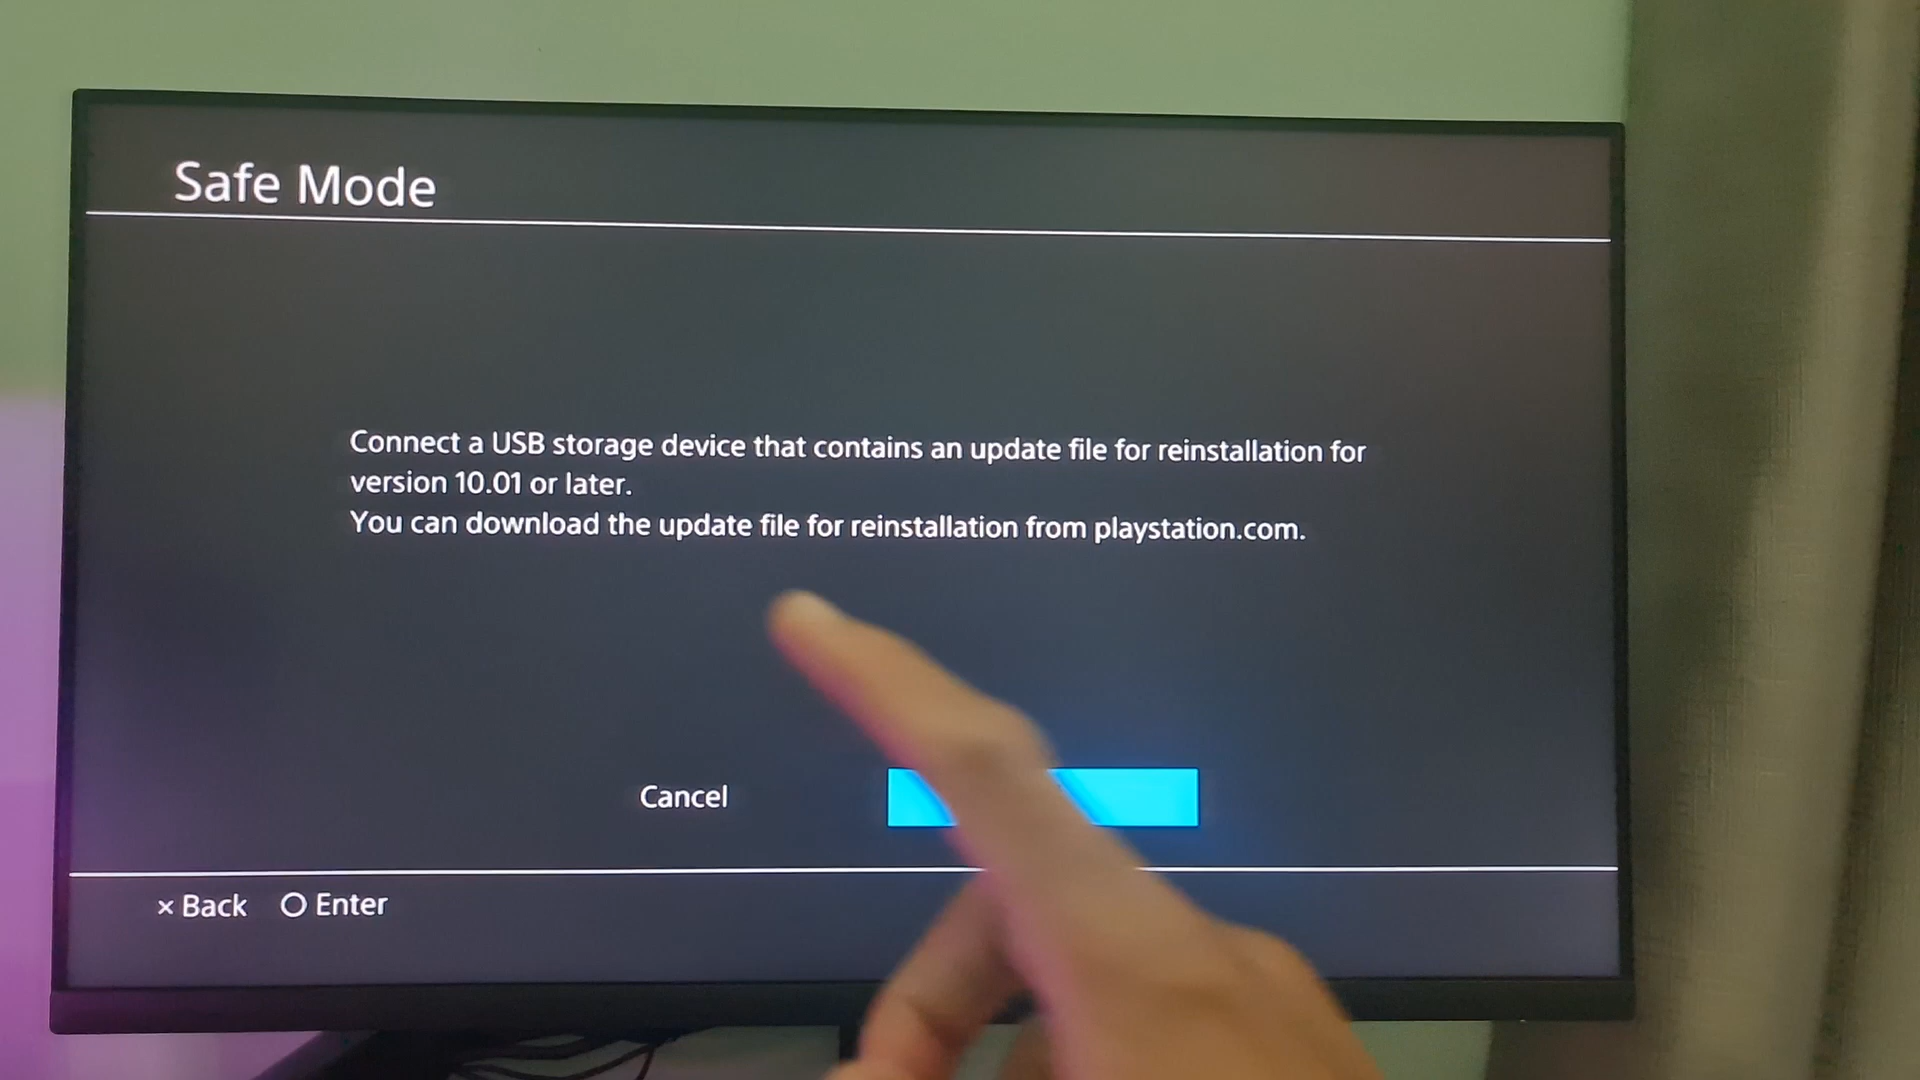 Safe Mode
Connect a USB storage device that contains an update file for reinstallation for
version 10.01 or later.
You can download the update file for reinstallation from playstation.com.
Cancel
× Back ○ Enter